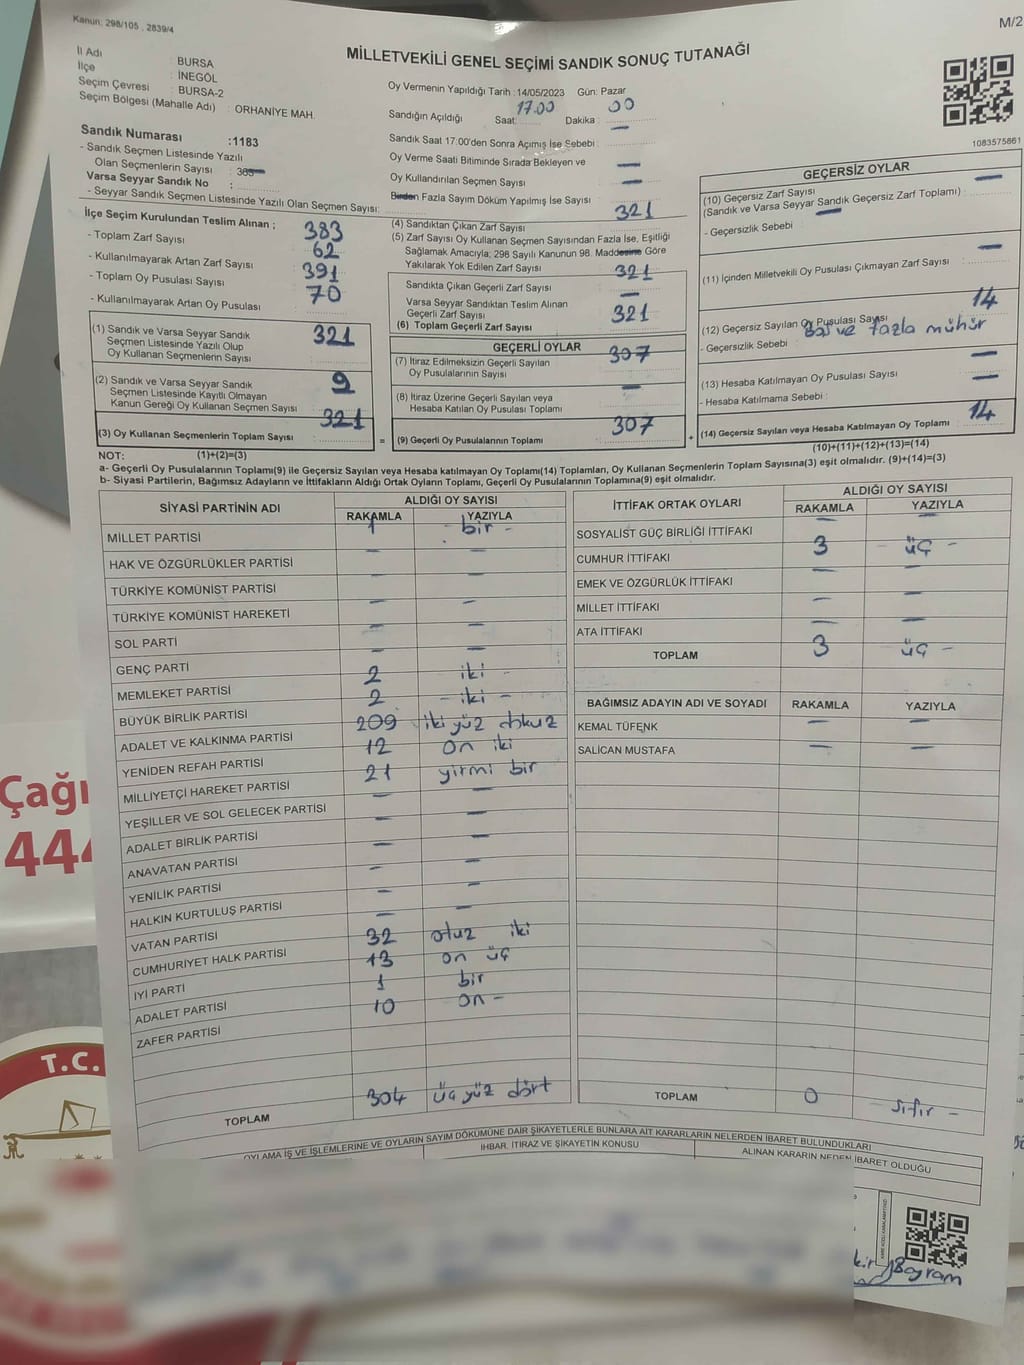 Kanun: 298/105 , 2839/4
M/2
MİLLETVEKİLİ GENEL SEÇİMİ SANDIK SONUÇ TUTANAĞI
İl Adı : BURSA
İlçe : İNEGÖL
Seçim Çevresi : BURSA-2
Seçim Bölgesi (Mahalle Adı) : ORHANİYE MAH.
Sandık Numarası :1183
- Sandık Seçmen Listesinde Yazılı
Olan Seçmenlerin Sayısı : 383
Varsa Seyyar Sandık No :
- Seyyar Sandık Seçmen Listesinde Yazılı Olan Seçmen Sayısı:
Oy Vermenin Yapıldığı Tarih : 14/05/2023 Gün: Pazar
Sandığın Açıldığı Saat: 17.00 Dakika : 00
Sandık Saat 17:00'den Sonra Açımış İse Sebebi : —
Oy Verme Saati Bitiminde Sırada Bekleyen ve
Oy Kullandırılan Seçmen Sayısı —
Birden Fazla Sayım Döküm Yapılmış İse Sayısı —
1083575861
İlçe Seçim Kurulundan Teslim Alınan ;
- Toplam Zarf Sayısı 383
- Kullanılmayarak Artan Zarf Sayısı 62
- Toplam Oy Pusulası Sayısı 391
- Kullanılmayarak Artan Oy Pusulası 70
(1) Sandık ve Varsa Seyyar Sandık
Seçmen Listesinde Yazılı Olup
Oy Kullanan Seçmenlerin Sayısı 321
(2) Sandık ve Varsa Seyyar Sandık
Seçmen Listesinde Kayıtlı Olmayan
Kanun Gereği Oy Kullanan Seçmen Sayısı
(3) Oy Kullanan Seçmenlerin Toplam Sayısı 321
(4) Sandıktan Çıkan Zarf Sayısı 321
(5) Zarf Sayısı Oy Kullanan Seçmen Sayısından Fazla İse, Eşitliği
Sağlamak Amacıyla; 298 Sayılı Kanunun 98. Maddesine Göre
Yakılarak Yok Edilen Zarf Sayısı —
Sandıkta Çıkan Geçerli Zarf Sayısı 321
Varsa Seyyar Sandıktan Teslim Alınan
Geçerli Zarf Sayısı —
(6) Toplam Geçerli Zarf Sayısı 321
GEÇERLİ OYLAR
(7) İtiraz Edilmeksizin Geçerli Sayılan
Oy Pusulalarının Sayısı 307
(8) İtiraz Üzerine Geçerli Sayılan veya
Hesaba Katılan Oy Pusulası Toplamı —
= (9) Geçerli Oy Pusulalarının Toplamı 307
GEÇERSİZ OYLAR
(10) Geçersiz Zarf Sayısı
(Sandık ve Varsa Seyyar Sandık Geçersiz Zarf Toplamı) : —
- Geçersizlik Sebebi : —
(11) İçinden Milletvekili Oy Pusulası Çıkmayan Zarf Sayısı —
(12) Geçersiz Sayılan Oy Pusulası Sayısı 14
- Geçersizlik Sebebi : Boş ve fazla mühür
(13) Hesaba Katılmayan Oy Pusulası Sayısı —
- Hesaba Katılmama Sebebi : —
+ (14) Geçersiz Sayılan veya Hesaba Katılmayan Oy Toplamı 14
NOT: (1)+(2)=(3)
(10)+(11)+(12)+(13)=(14)
a- Geçerli Oy Pusulalarının Toplamı(9) ile Geçersiz Sayılan veya Hesaba katılmayan Oy Toplamı(14) Toplamları, Oy Kullanan Seçmenlerin Toplam Sayısına(3) eşit olmalıdır. (9)+(14)=(3)
b- Siyasi Partilerin, Bağımsız Adayların ve İttifakların Aldığı Ortak Oyların Toplamı, Geçerli Oy Pusulalarının Toplamına(9) eşit olmalıdır.
SİYASİ PARTİNİN ADI ALDIĞI OY SAYISI
RAKAMLA YAZIYLA
MİLLET PARTİSİ 1 - bir -
HAK VE ÖZGÜRLÜKLER PARTİSİ — —
TÜRKİYE KOMÜNİST PARTİSİ — —
TÜRKİYE KOMÜNİST HAREKETİ — —
SOL PARTİ — —
GENÇ PARTİ — —
MEMLEKET PARTİSİ 2 - iki -
BÜYÜK BİRLİK PARTİSİ 2 - iki -
ADALET VE KALKINMA PARTİSİ 209 iki yüz dokuz
YENİDEN REFAH PARTİSİ 12 on iki
MİLLİYETÇİ HAREKET PARTİSİ 21 yirmi bir
YEŞİLLER VE SOL GELECEK PARTİSİ — —
ADALET BİRLİK PARTİSİ — —
ANAVATAN PARTİSİ — —
YENİLİK PARTİSİ — —
HALKIN KURTULUŞ PARTİSİ — —
VATAN PARTİSİ — —
CUMHURİYET HALK PARTİSİ 32 otuz iki
İYİ PARTİ 13 on üç
ADALET PARTİSİ 1 bir
ZAFER PARTİSİ 10 on -
TOPLAM 304 üç yüz dört
İTTİFAK ORTAK OYLARI ALDIĞI OY SAYISI
RAKAMLA YAZIYLA
SOSYALİST GÜÇ BİRLİĞİ İTTİFAKI — —
CUMHUR İTTİFAKI 3 - üç -
EMEK VE ÖZGÜRLÜK İTTİFAKI — —
MİLLET İTTİFAKI — —
ATA İTTİFAKI — —
TOPLAM 3 üç -
BAĞIMSIZ ADAYIN ADI VE SOYADI RAKAMLA YAZIYLA
KEMAL TÜFENK — —
SALİCAN MUSTAFA — —
TOPLAM 0 - sıfır -
OYLAMA İŞ VE İŞLEMLERİNE VE OYLARIN SAYIM DÖKÜMÜNE DAİR ŞİKAYETLERLE BUNLARA AİT KARARLARIN NELERDEN İBARET BULUNDUKLARI
İHBAR, İTİRAZ VE ŞİKAYETİN KONUSU
ALINAN KARARIN NEDEN İBARET OLDUĞU
Bayram
Çağı
444
T.C.